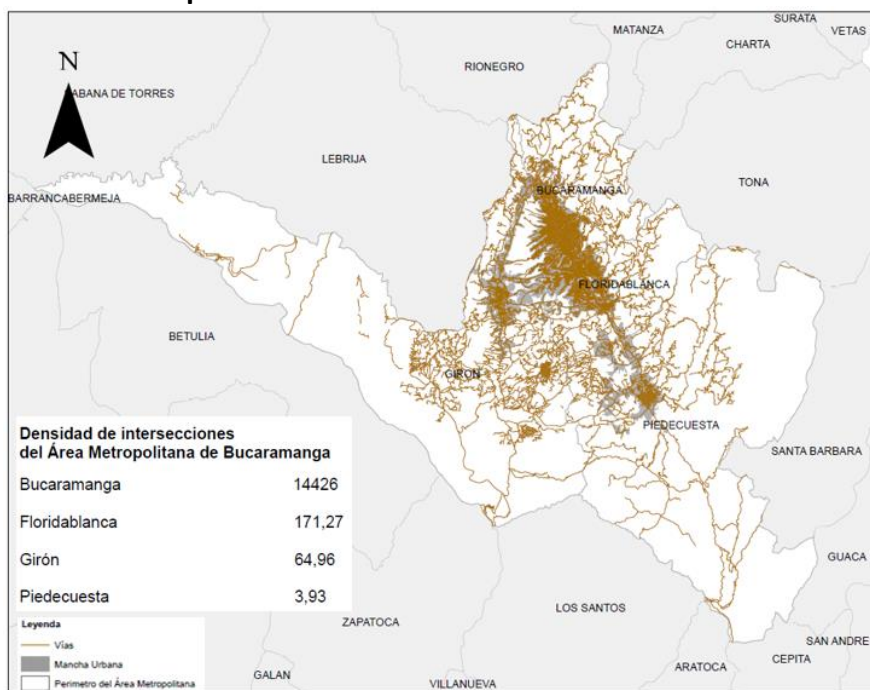 SURATA
MATANZA
VETAS
CHARTA
N
RIONEGRO
ABANA DE TORRES
LEBRIJA
TONA
BUCARAMANGA
BARRANCABERMEJA
FLORIDABLANCA
BETULIA
GIRON
PIEDECUESTA
SANTA BARBARA
Densidad de intersecciones
del Área Metropolitana de Bucaramanga
Bucaramanga 14426
Floridablanca 171,27
Girón 64,96
Piedecuesta 3,93
GUACA
LOS SANTOS
ZAPATOCA
Leyenda
Vías
Mancha Urbana
Perimetro del Área Metropolitana
SAN ANDRE
CEPITA
ARATOCA
GALAN
VILLANUEVA